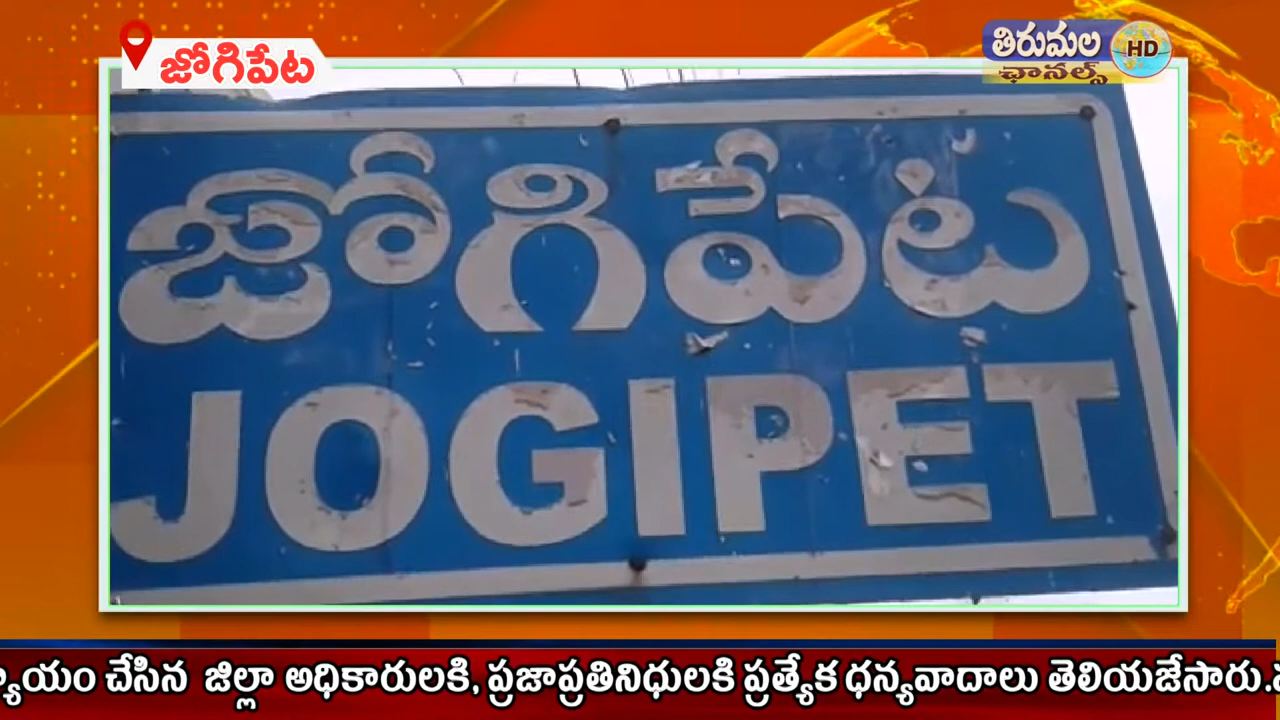 జోగిపేట
తిరుమల
ఛానల్స్
HD
జోగిపేట
JOGIPET
చేసిన జిల్లా అధికారులకి, ప్రజాప్రతినిధులకి ప్రత్యేక ధన్యవాదాలు తెలియజేసారు.